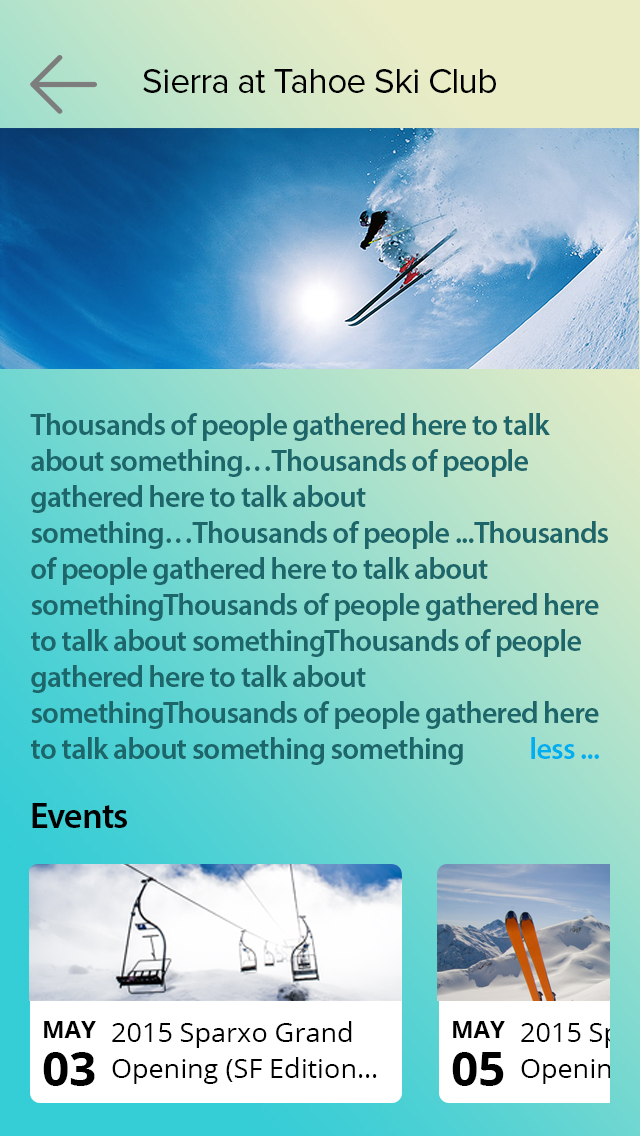 Sierra at Tahoe Ski Club
Thousands of people gathered here to talk
about something…Thousands of people
gathered here to talk about
something…Thousands of people ...Thousands
of people gathered here to talk about
somethingThousands of people gathered here
to talk about somethingThousands of people
gathered here to talk about
somethingThousands of people gathered here
to talk about something something less ...
Events
MAY
03
2015 Sparxo Grand
Opening (SF Edition...
MAY
05
2015 Sp
Openin